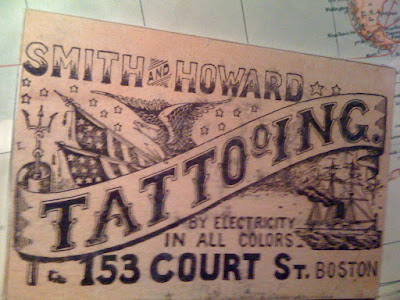 SMITH AND HOWARD
TATTOOING.
BY ELECTRICITY
IN ALL COLORS
153 COURT ST. BOSTON